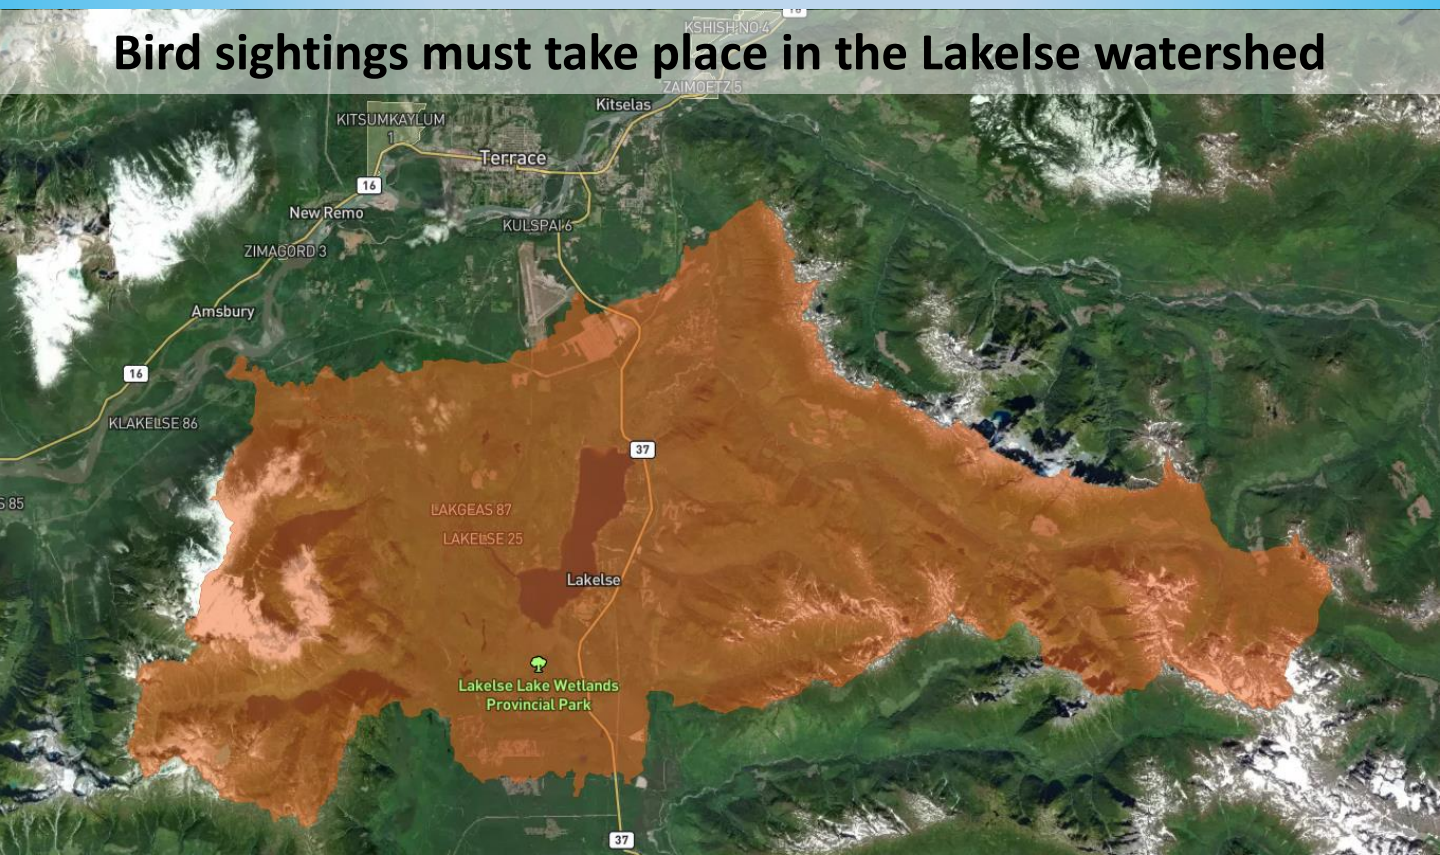 16
KSHISH NO 4
Bird sightings must take place in the Lakelse watershed
ZAIMOETZ 5
Kitselas
KITSUMKAYLUM
1
Terrace
16
New Remo
KULSPAI 6
ZIMAGORD 3
Amsbury
16
KLAKELSE 86
37
S 85
LAKGEAS 87
LAKELSE 25
Lakelse
Lakelse Lake Wetlands
Provincial Park
37